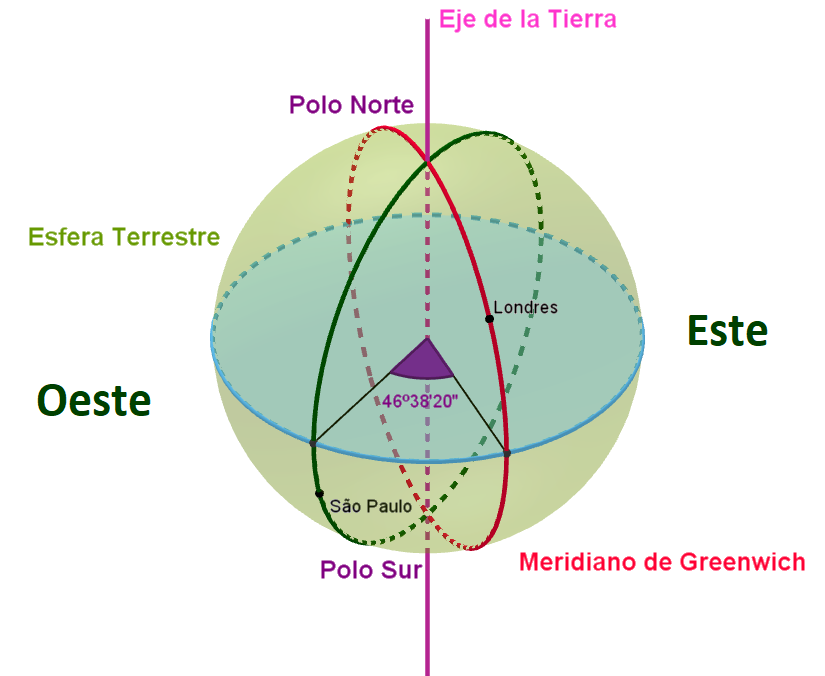 Eje de la Tierra
Polo Norte
Esfera Terrestre
Londres
Este
Oeste
46º38'20"
São Paulo
Polo Sur
Meridiano de Greenwich